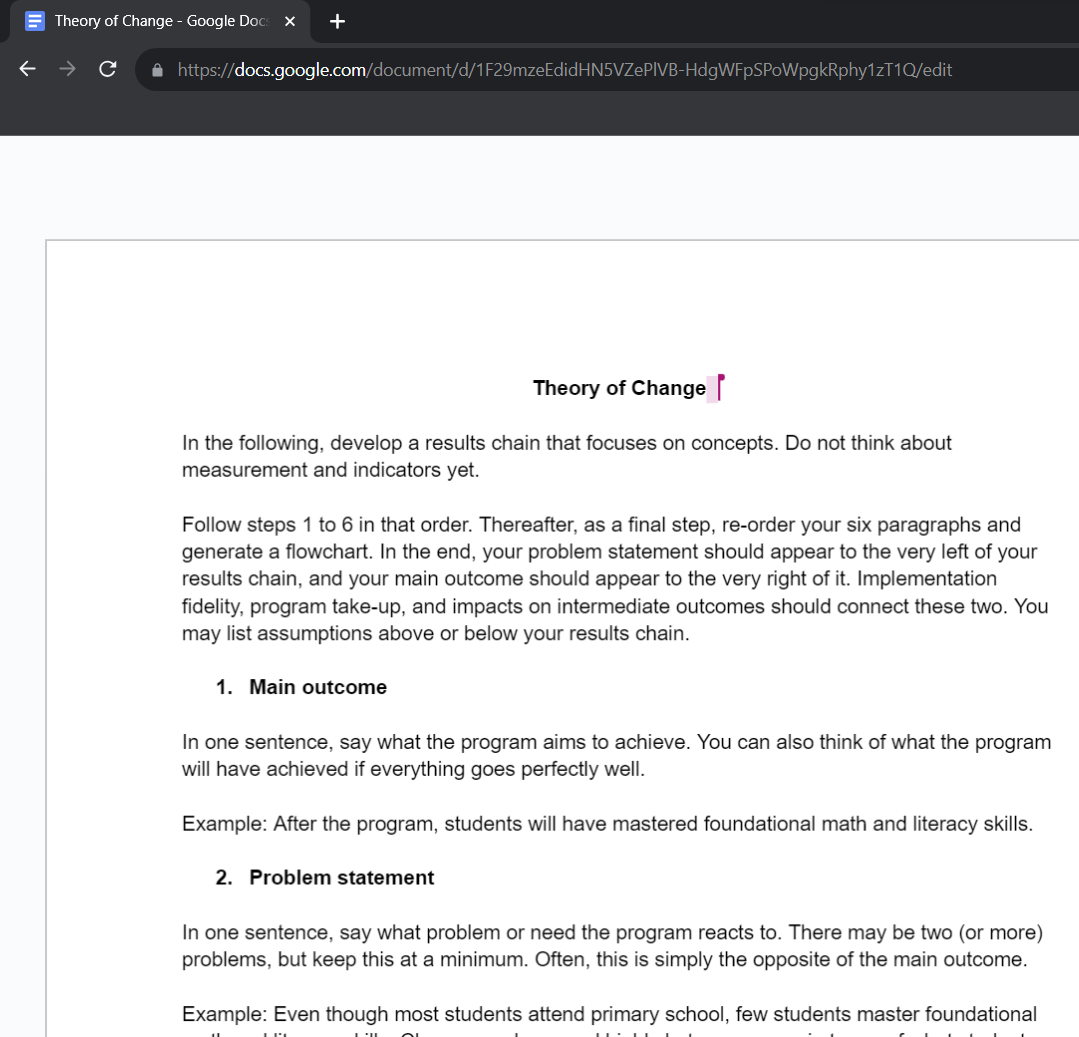 Theory of Change - Google Doc
https://docs.google.com/document/d/1F29mzeEdidHN5VZePlVB-HdgWFpSPoWpgkRphy1zT1Q/edit
Theory of Change
In the following, develop a results chain that focuses on concepts. Do not think about
measurement and indicators yet.
Follow steps 1 to 6 in that order. Thereafter, as a final step, re-order your six paragraphs and
generate a flowchart. In the end, your problem statement should appear to the very left of your
results chain, and your main outcome should appear to the very right of it. Implementation
fidelity, program take-up, and impacts on intermediate outcomes should connect these two. You
may list assumptions above or below your results chain.
1. Main outcome
In one sentence, say what the program aims to achieve. You can also think of what the program
will have achieved if everything goes perfectly well.
Example: After the program, students will have mastered foundational math and literacy skills.
2. Problem statement
In one sentence, say what problem or need the program reacts to. There may be two (or more)
problems, but keep this at a minimum. Often, this is simply the opposite of the main outcome.
Example: Even though most students attend primary school, few students master foundational